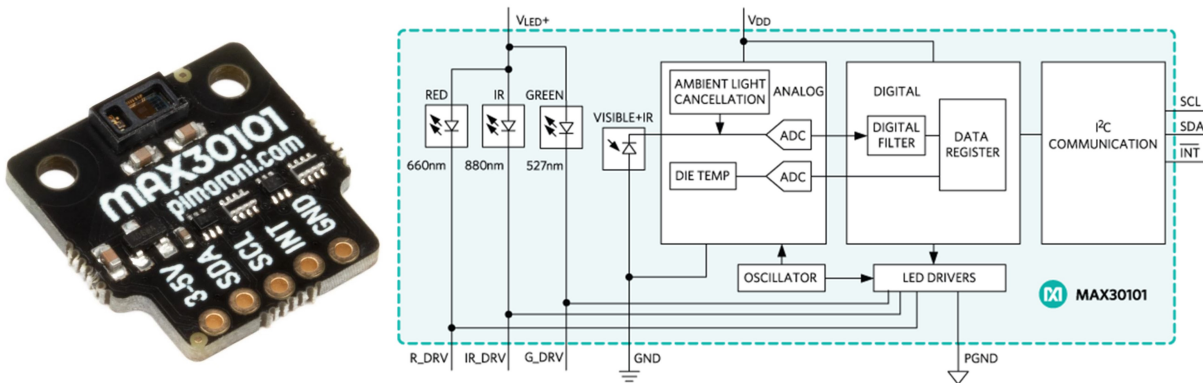 MAX30101
pimoroni.com
3-5V
SDA
SCL
INT
GND
VLED+
VDD
RED
IR
GREEN
660nm
880nm
527nm
VISIBLE+IR
AMBIENT LIGHT
CANCELLATION
ANALOG
ADC
DIE TEMP
ADC
DIGITAL
DIGITAL
FILTER
DATA
REGISTER
I²C
COMMUNICATION
SCL
SDA
INT
OSCILLATOR
LED DRIVERS
MAX30101
R_DRV
IR_DRV
G_DRV
GND
PGND